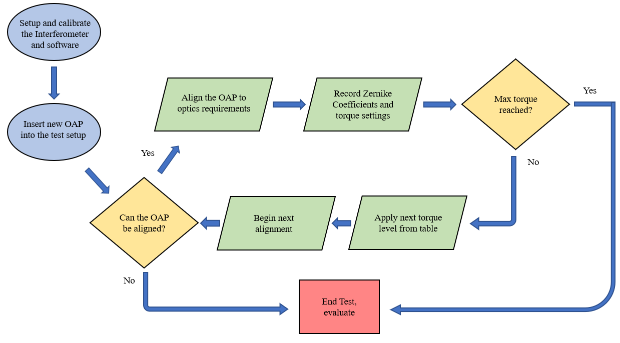 Setup and calibrate
the Interferometer
and software
Insert new OAP
into the test setup
Can the OAP
be aligned?
Yes
Align the OAP to
optics requirements
Record Zernike
Coefficients and
torque settings
Max torque
reached?
Yes
No
Apply next torque
level from table
Begin next
alignment
No
End Test,
evaluate